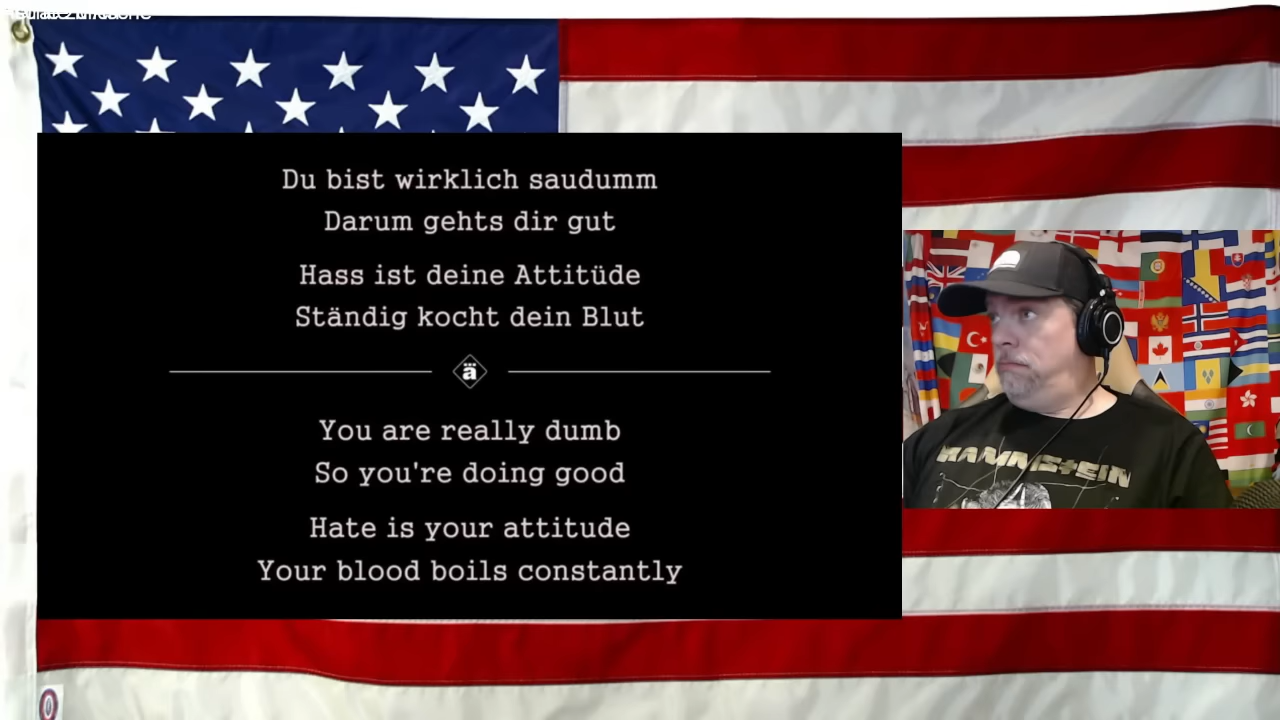 Du bist wirklich saudumm
Darum gehts dir gut
Hass ist deine Attitüde
Ständig kocht dein Blut
ä
You are really dumb
So you're doing good
Hate is your attitude
Your blood boils constantly
RAMMSTEIN